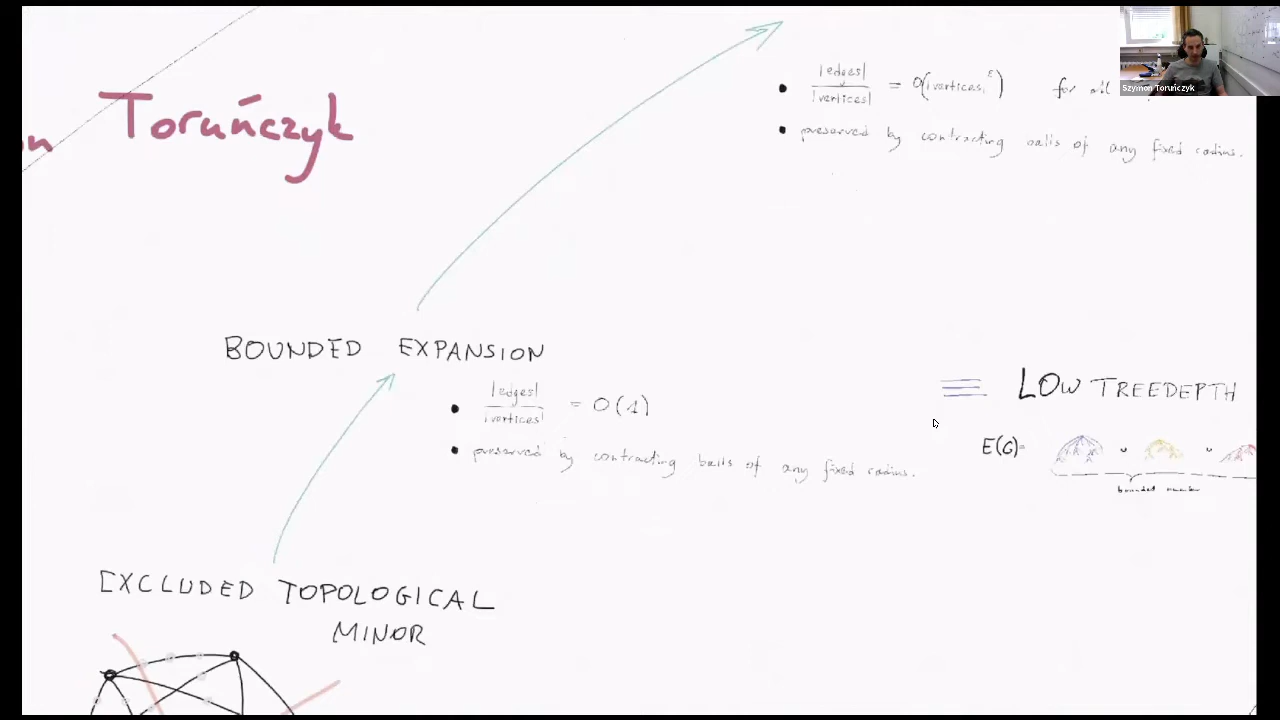 Toruńczyk
Szymon Toruńczyk
• |edges| / |vertices| = O(|vertices|^ε) for all
• preserved by contracting balls of any fixed radius.
BOUNDED EXPANSION
• |edges| / |vertices| = O(1)
• preserved by contracting balls of any fixed radius.
≡ LOW TREEDEPTH
E(G)=
bounded number
EXCLUDED TOPOLOGICAL
MINOR